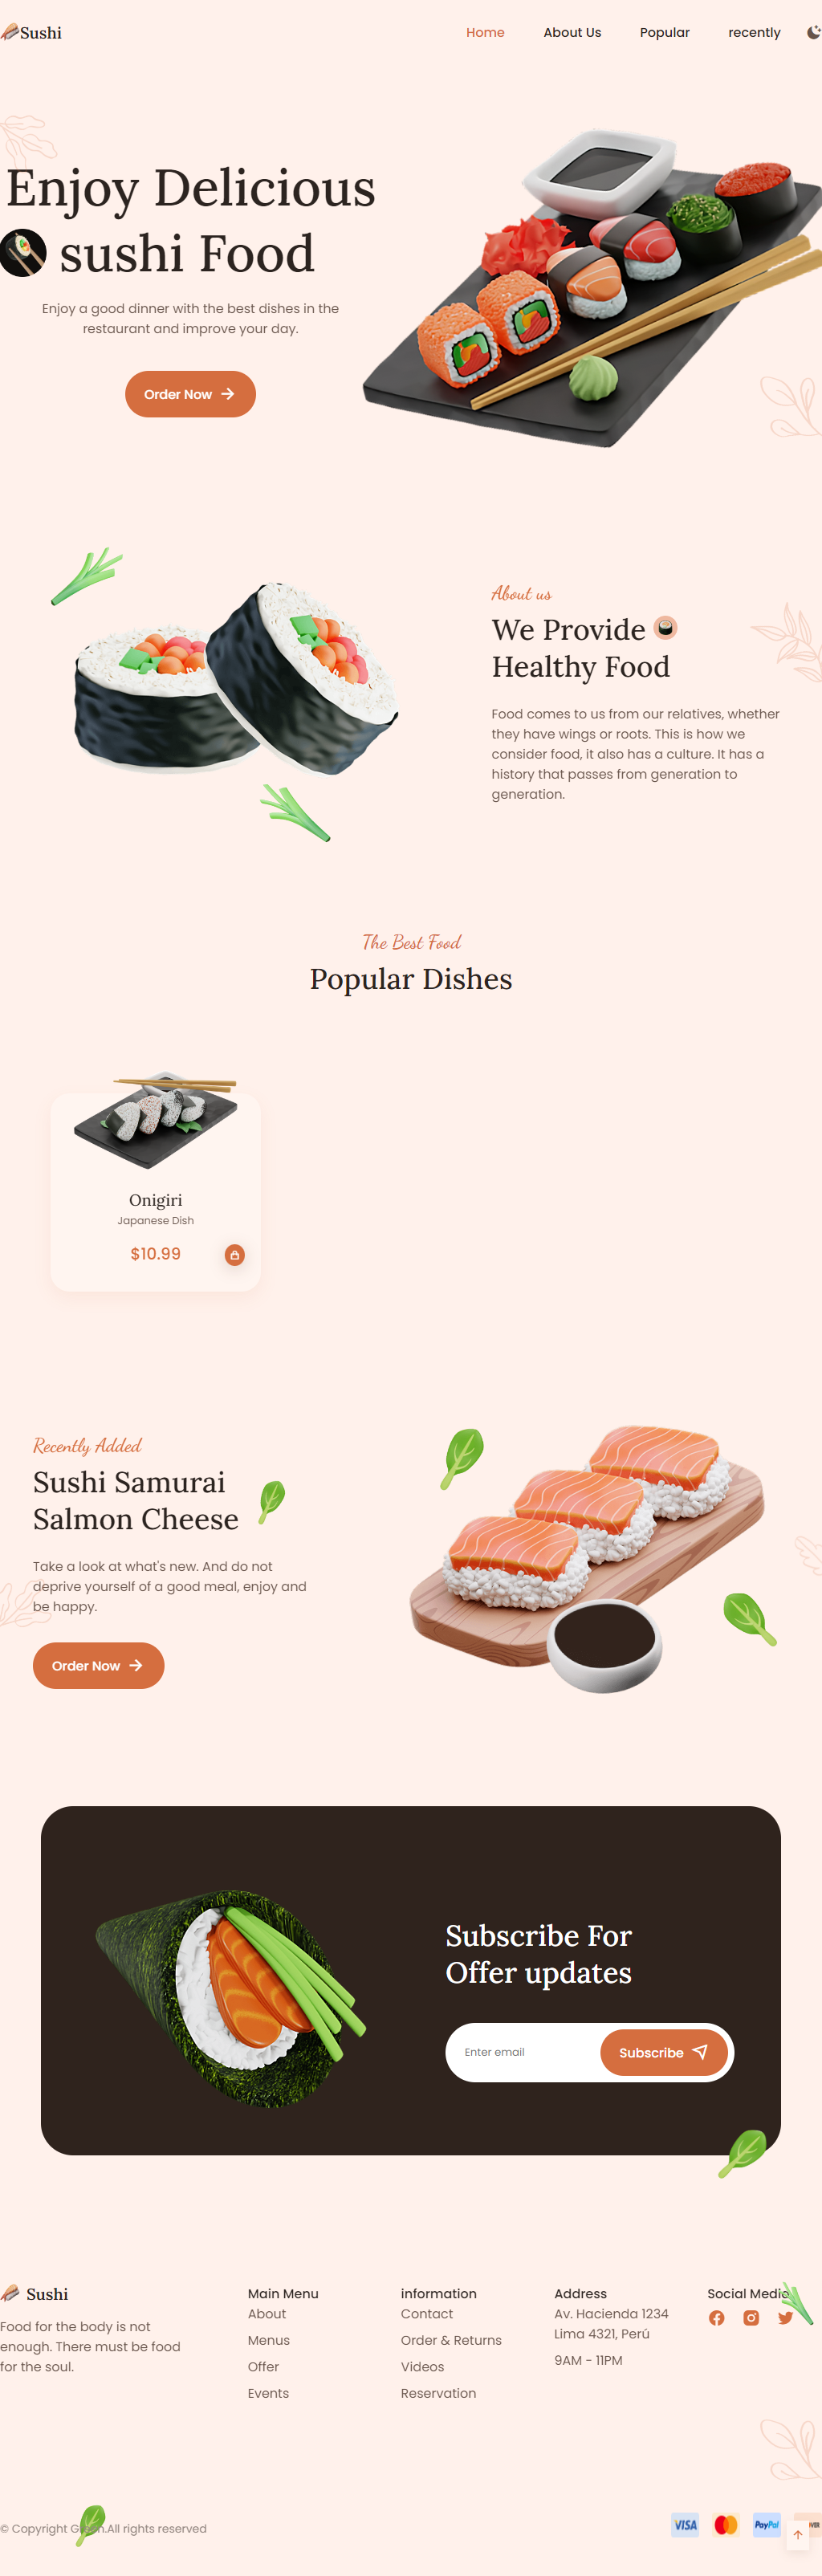 Sushi
Home
About Us
Popular
recently
Enjoy Delicious
sushi Food
Enjoy a good dinner with the best dishes in the
restaurant and improve your day.
Order Now
About us
We Provide
Healthy Food
Food comes to us from our relatives, whether
they have wings or roots. This is how we
consider food, it also has a culture. It has a
history that passes from generation to
generation.
The Best Food
Popular Dishes
Onigiri
Japanese Dish
$10.99
Recently Added
Sushi Samurai
Salmon Cheese
Take a look at what's new. And do not
deprive yourself of a good meal, enjoy and
be happy.
Order Now
Subscribe For
Offer updates
Enter email
Subscribe
Sushi
Food for the body is not
enough. There must be food
for the soul.
Main Menu
About
Menus
Offer
Events
information
Contact
Order & Returns
Videos
Reservation
Address
Av. Hacienda 1234
Lima 4321, Perú
9AM - 11PM
Social Media
© Copyright All rights reserved
VISA
PayPal